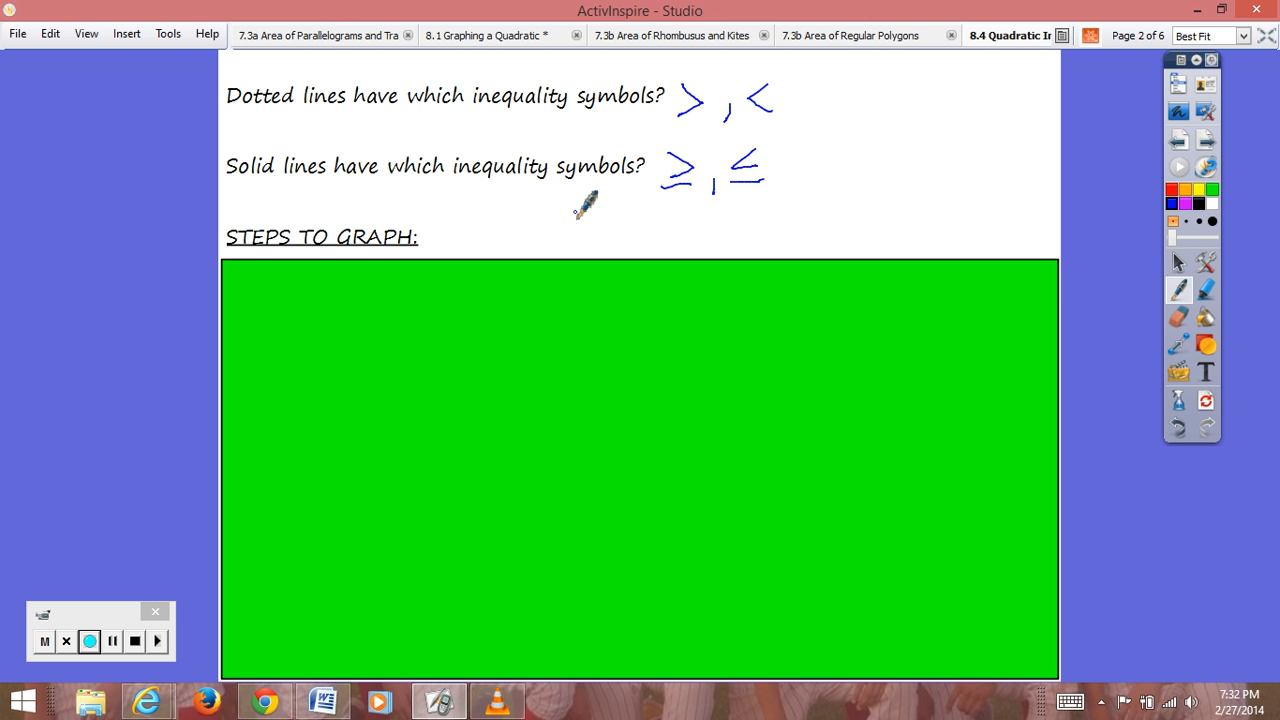 ActivInspire - Studio
File Edit View Insert Tools Help
7.3a Area of Parallelograms and Tra 8.1 Graphing a Quadratic * 7.3b Area of Rhombusus and Kites 7.3b Area of Regular Polygons 8.4 Quadratic Ir Page 2 of 6 Best Fit
Dotted lines have which inequality symbols? > , <
Solid lines have which inequality symbols? ≥ , ≤
STEPS TO GRAPH:
M
7:32 PM
2/27/2014